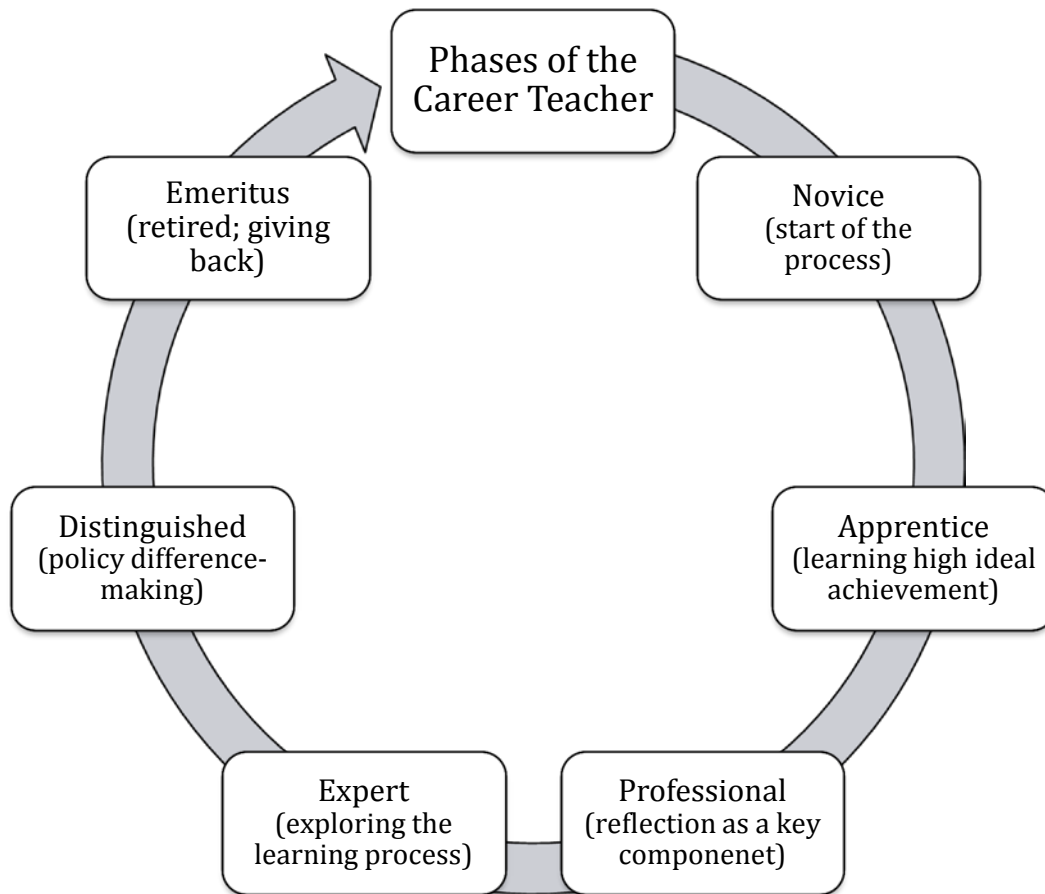 Phases of the
Career Teacher
Novice
(start of the
process)
Apprentice
(learning high ideal
achievement)
Professional
(reflection as a key
componenet)
Expert
(exploring the
learning process)
Distinguished
(policy difference-
making)
Emeritus
(retired; giving
back)